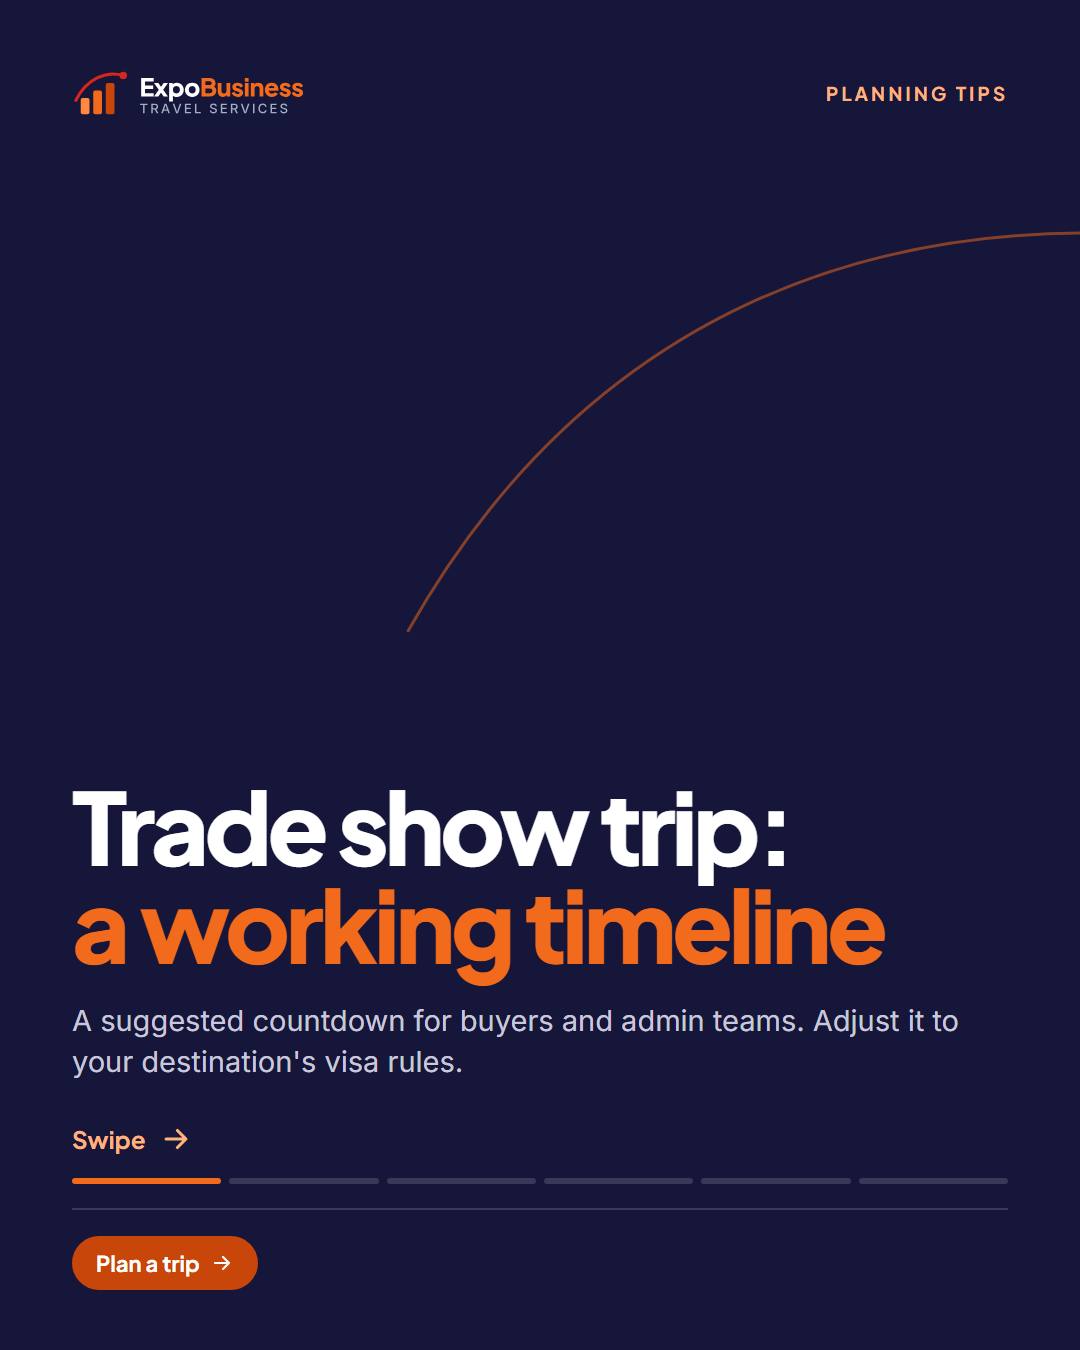 ExpoBusiness
TRAVEL SERVICES
PLANNING TIPS
Trade show trip:
a working timeline
A suggested countdown for buyers and admin teams. Adjust it to
your destination's visa rules.
Swipe →
Plan a trip →